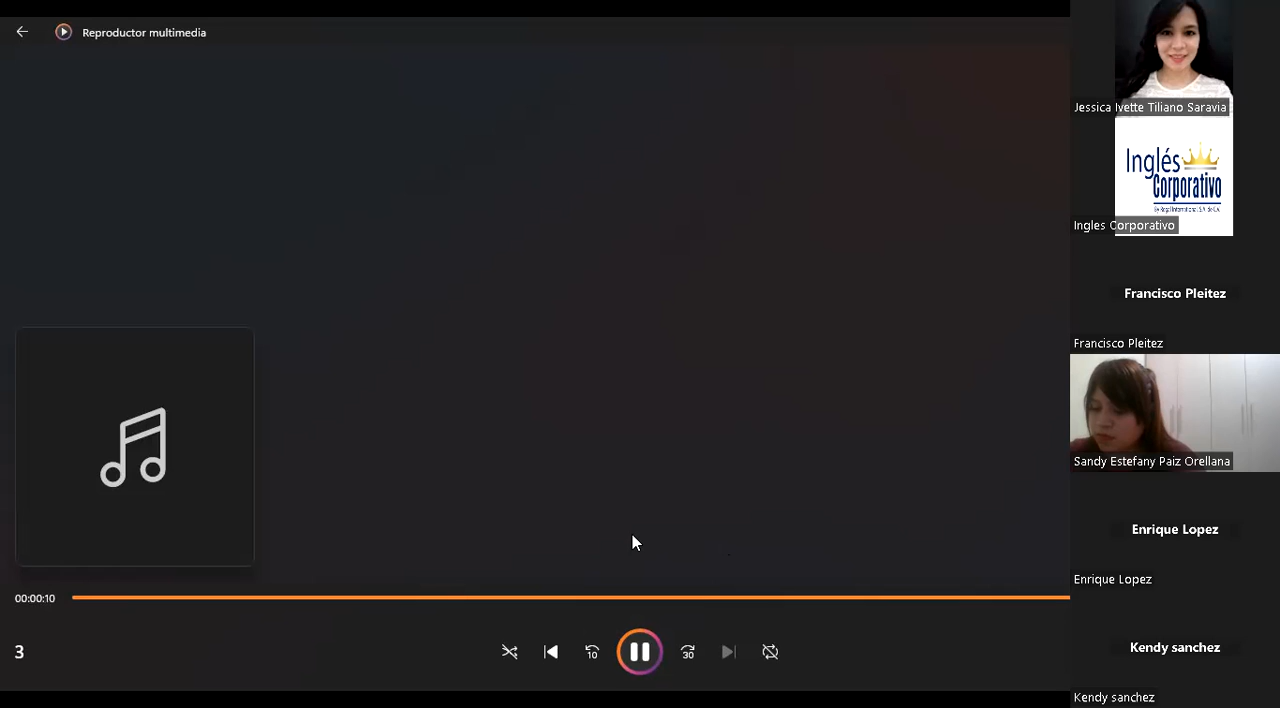 Reproductor multimedia
00:00:10
3
10
30
Jessica Ivette Tiliano Saravia
Inglés
Corporativo
Ingles Corporativo
Francisco Pleitez
Francisco Pleitez
Sandy Estefany Paiz Orellana
Enrique Lopez
Enrique Lopez
Kendy sanchez
Kendy sanchez